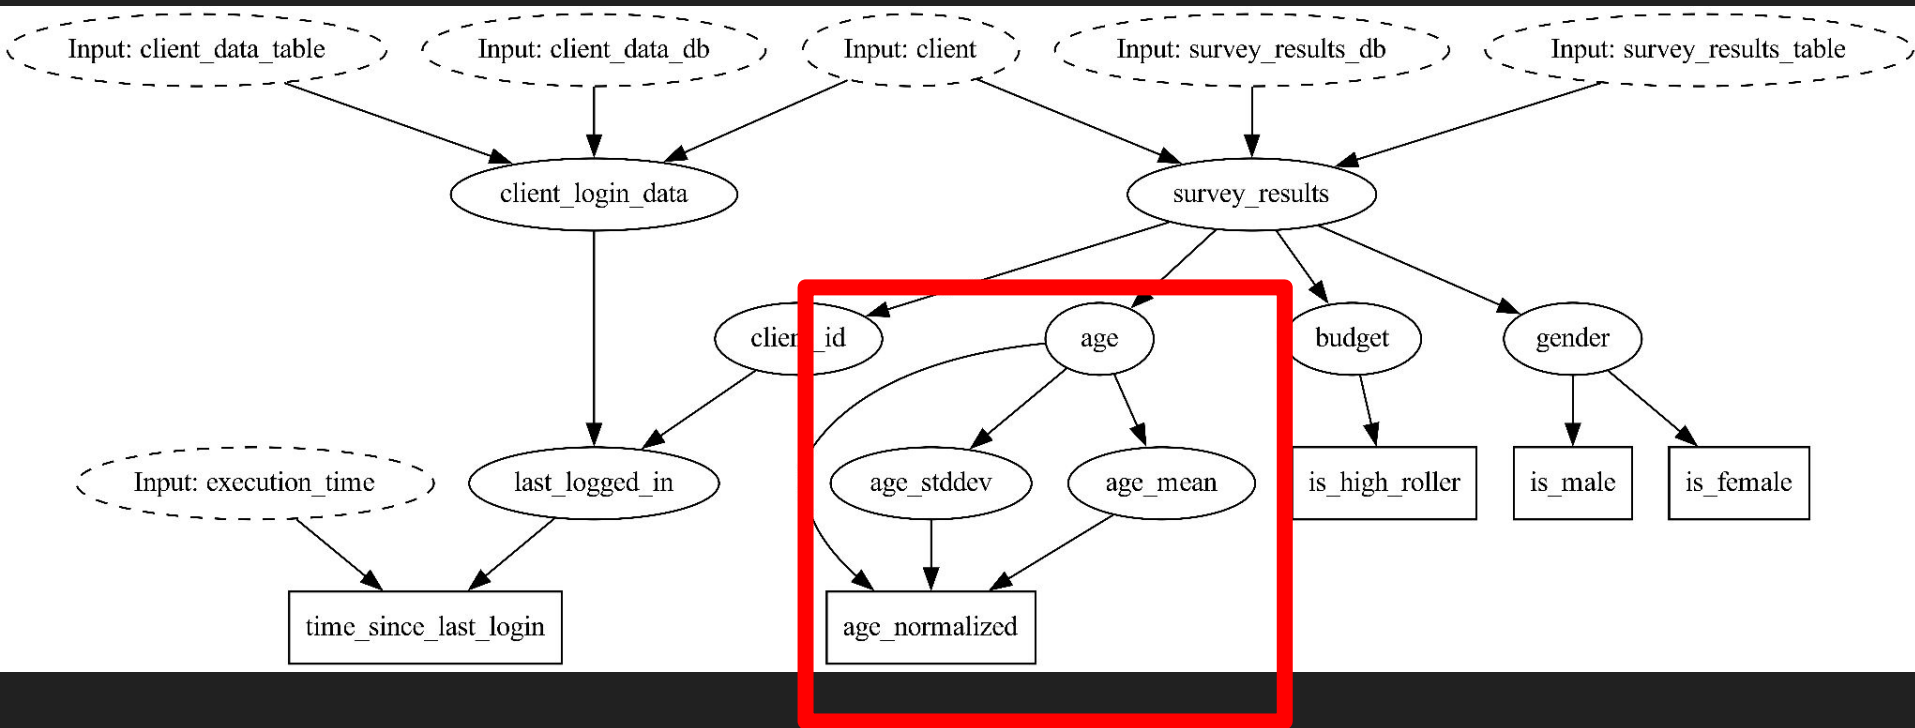 Input: client_data_table
Input: client_data_db
Input: client
Input: survey_results_db
Input: survey_results_table
client_login_data
survey_results
client_id
age
budget
gender
Input: execution_time
last_logged_in
age_stddev
age_mean
is_high_roller
is_male
is_female
time_since_last_login
age_normalized